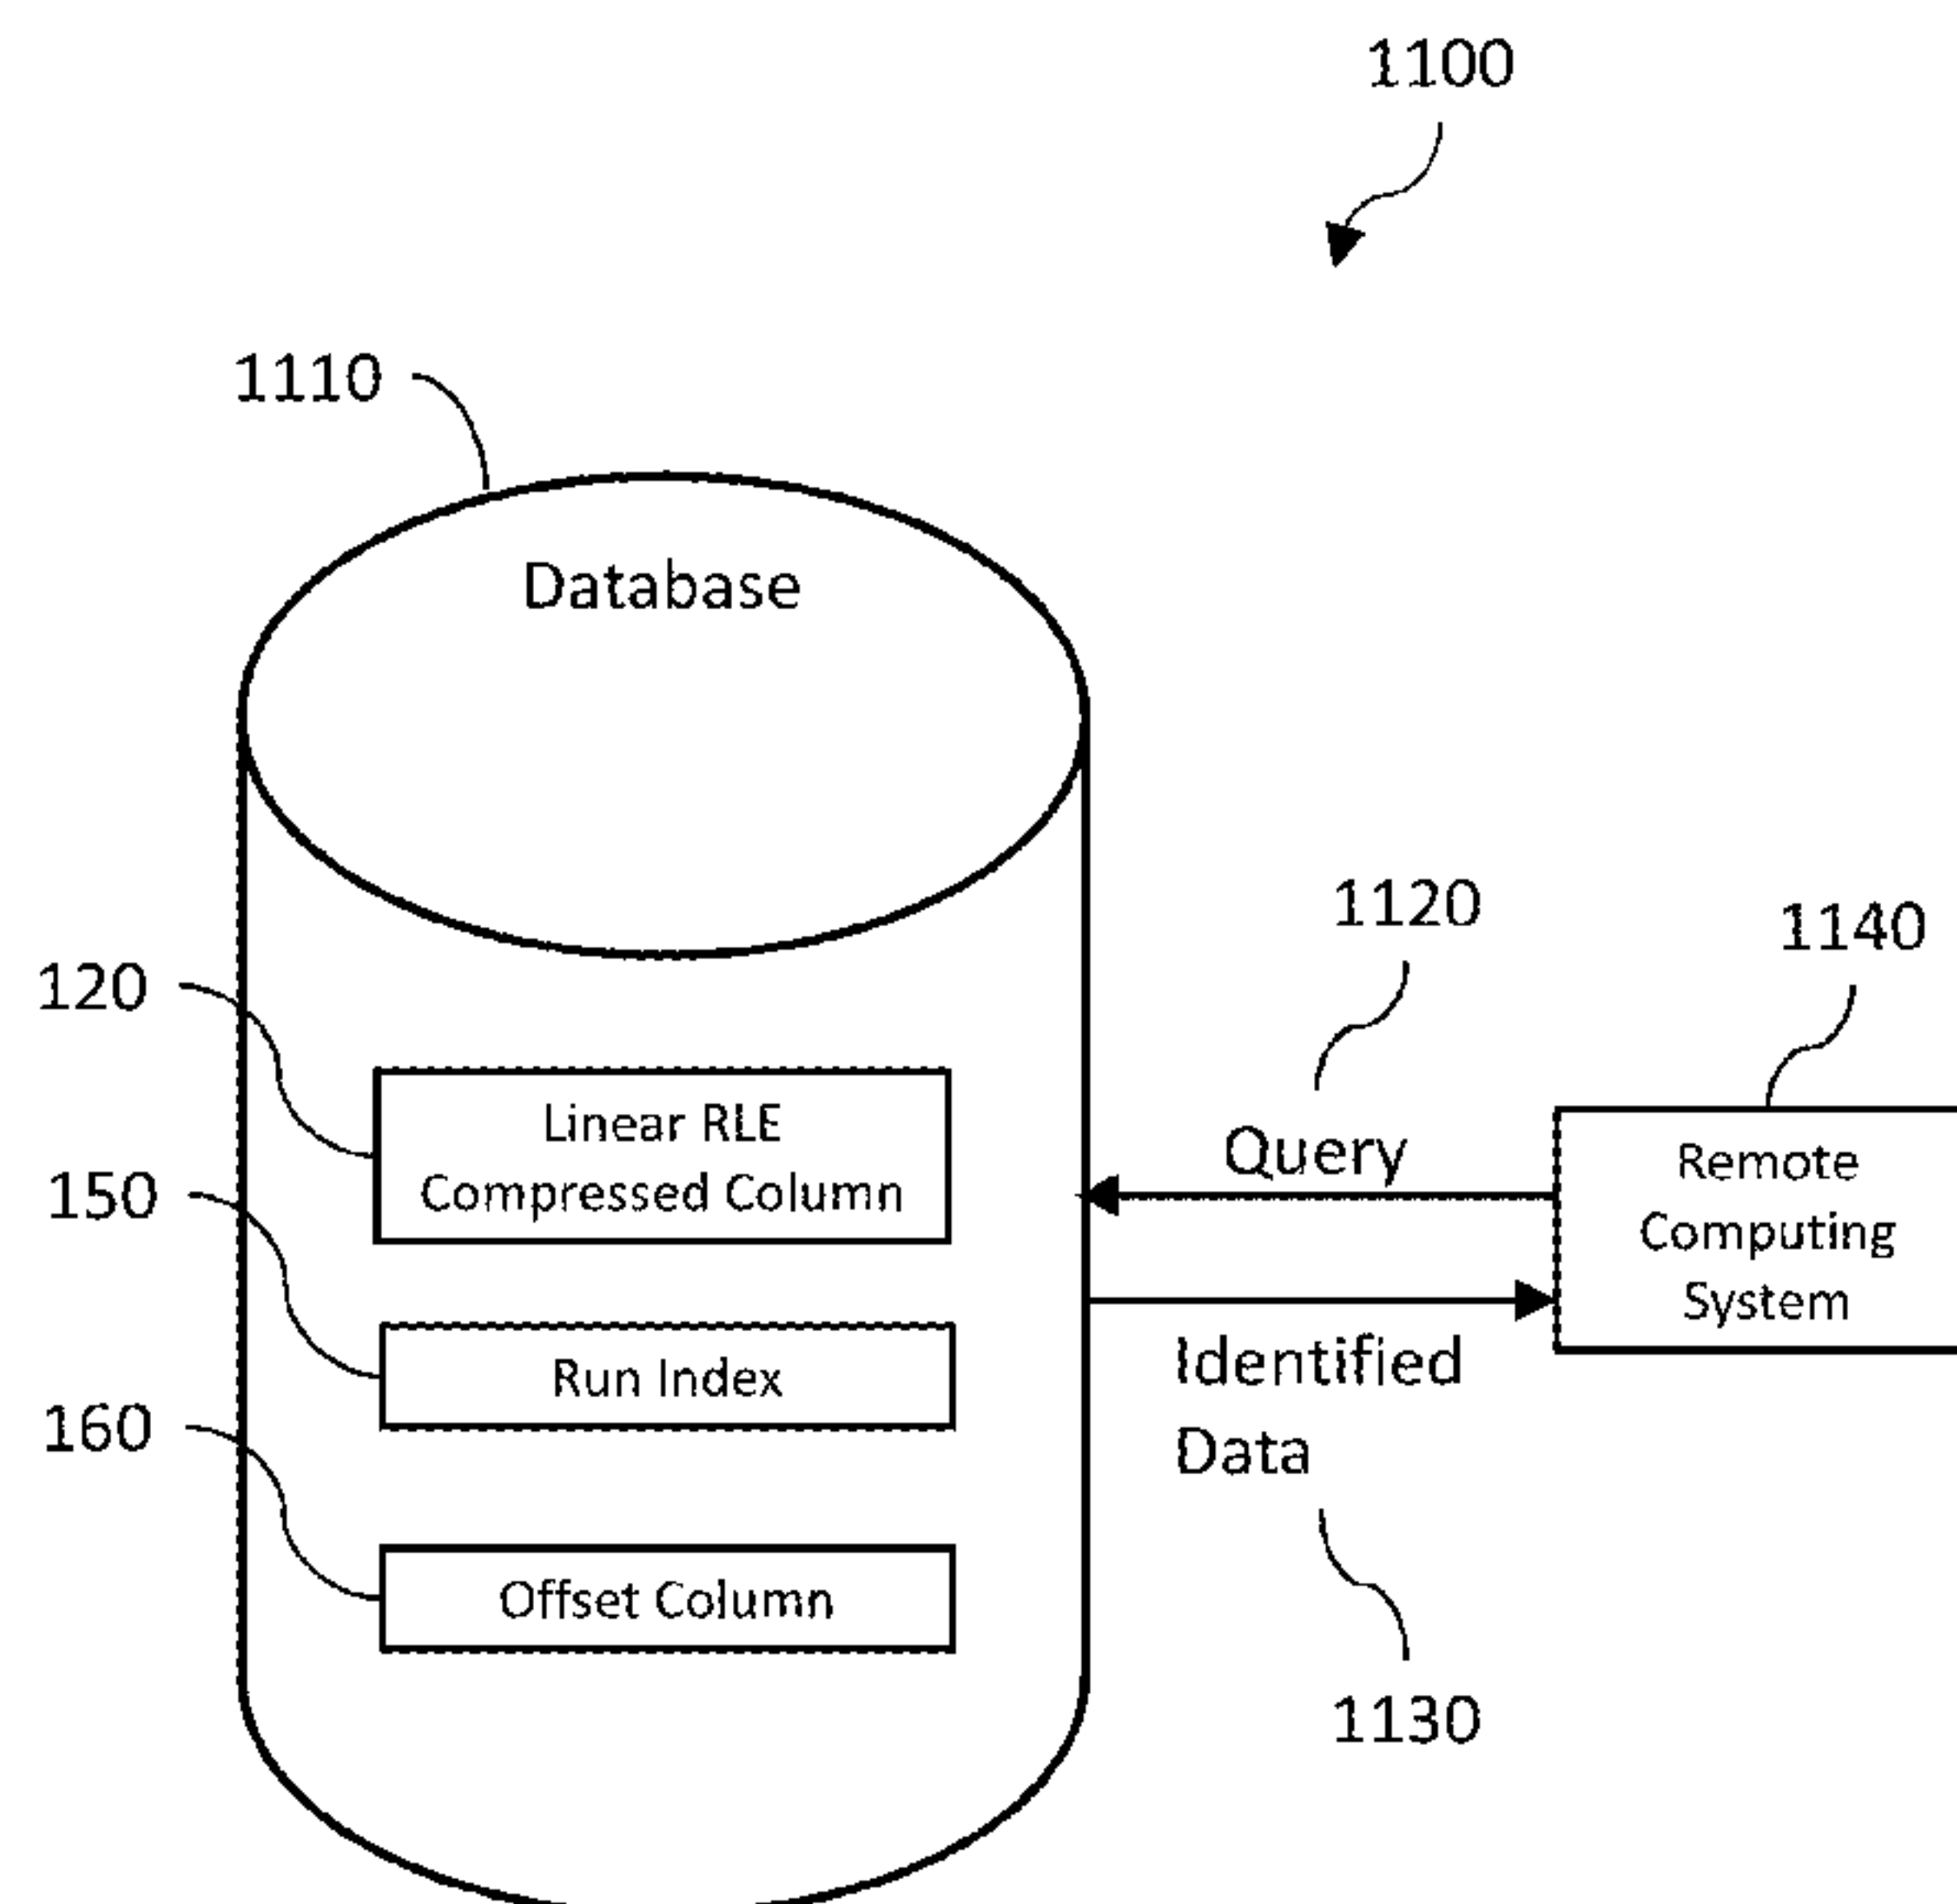 1100
1110
Database
1120
1140
120
Linear RLE
Compressed Column
150
Query
Remote
Computing
System
Run Index
Identified
Data
160
Offset Column
1130